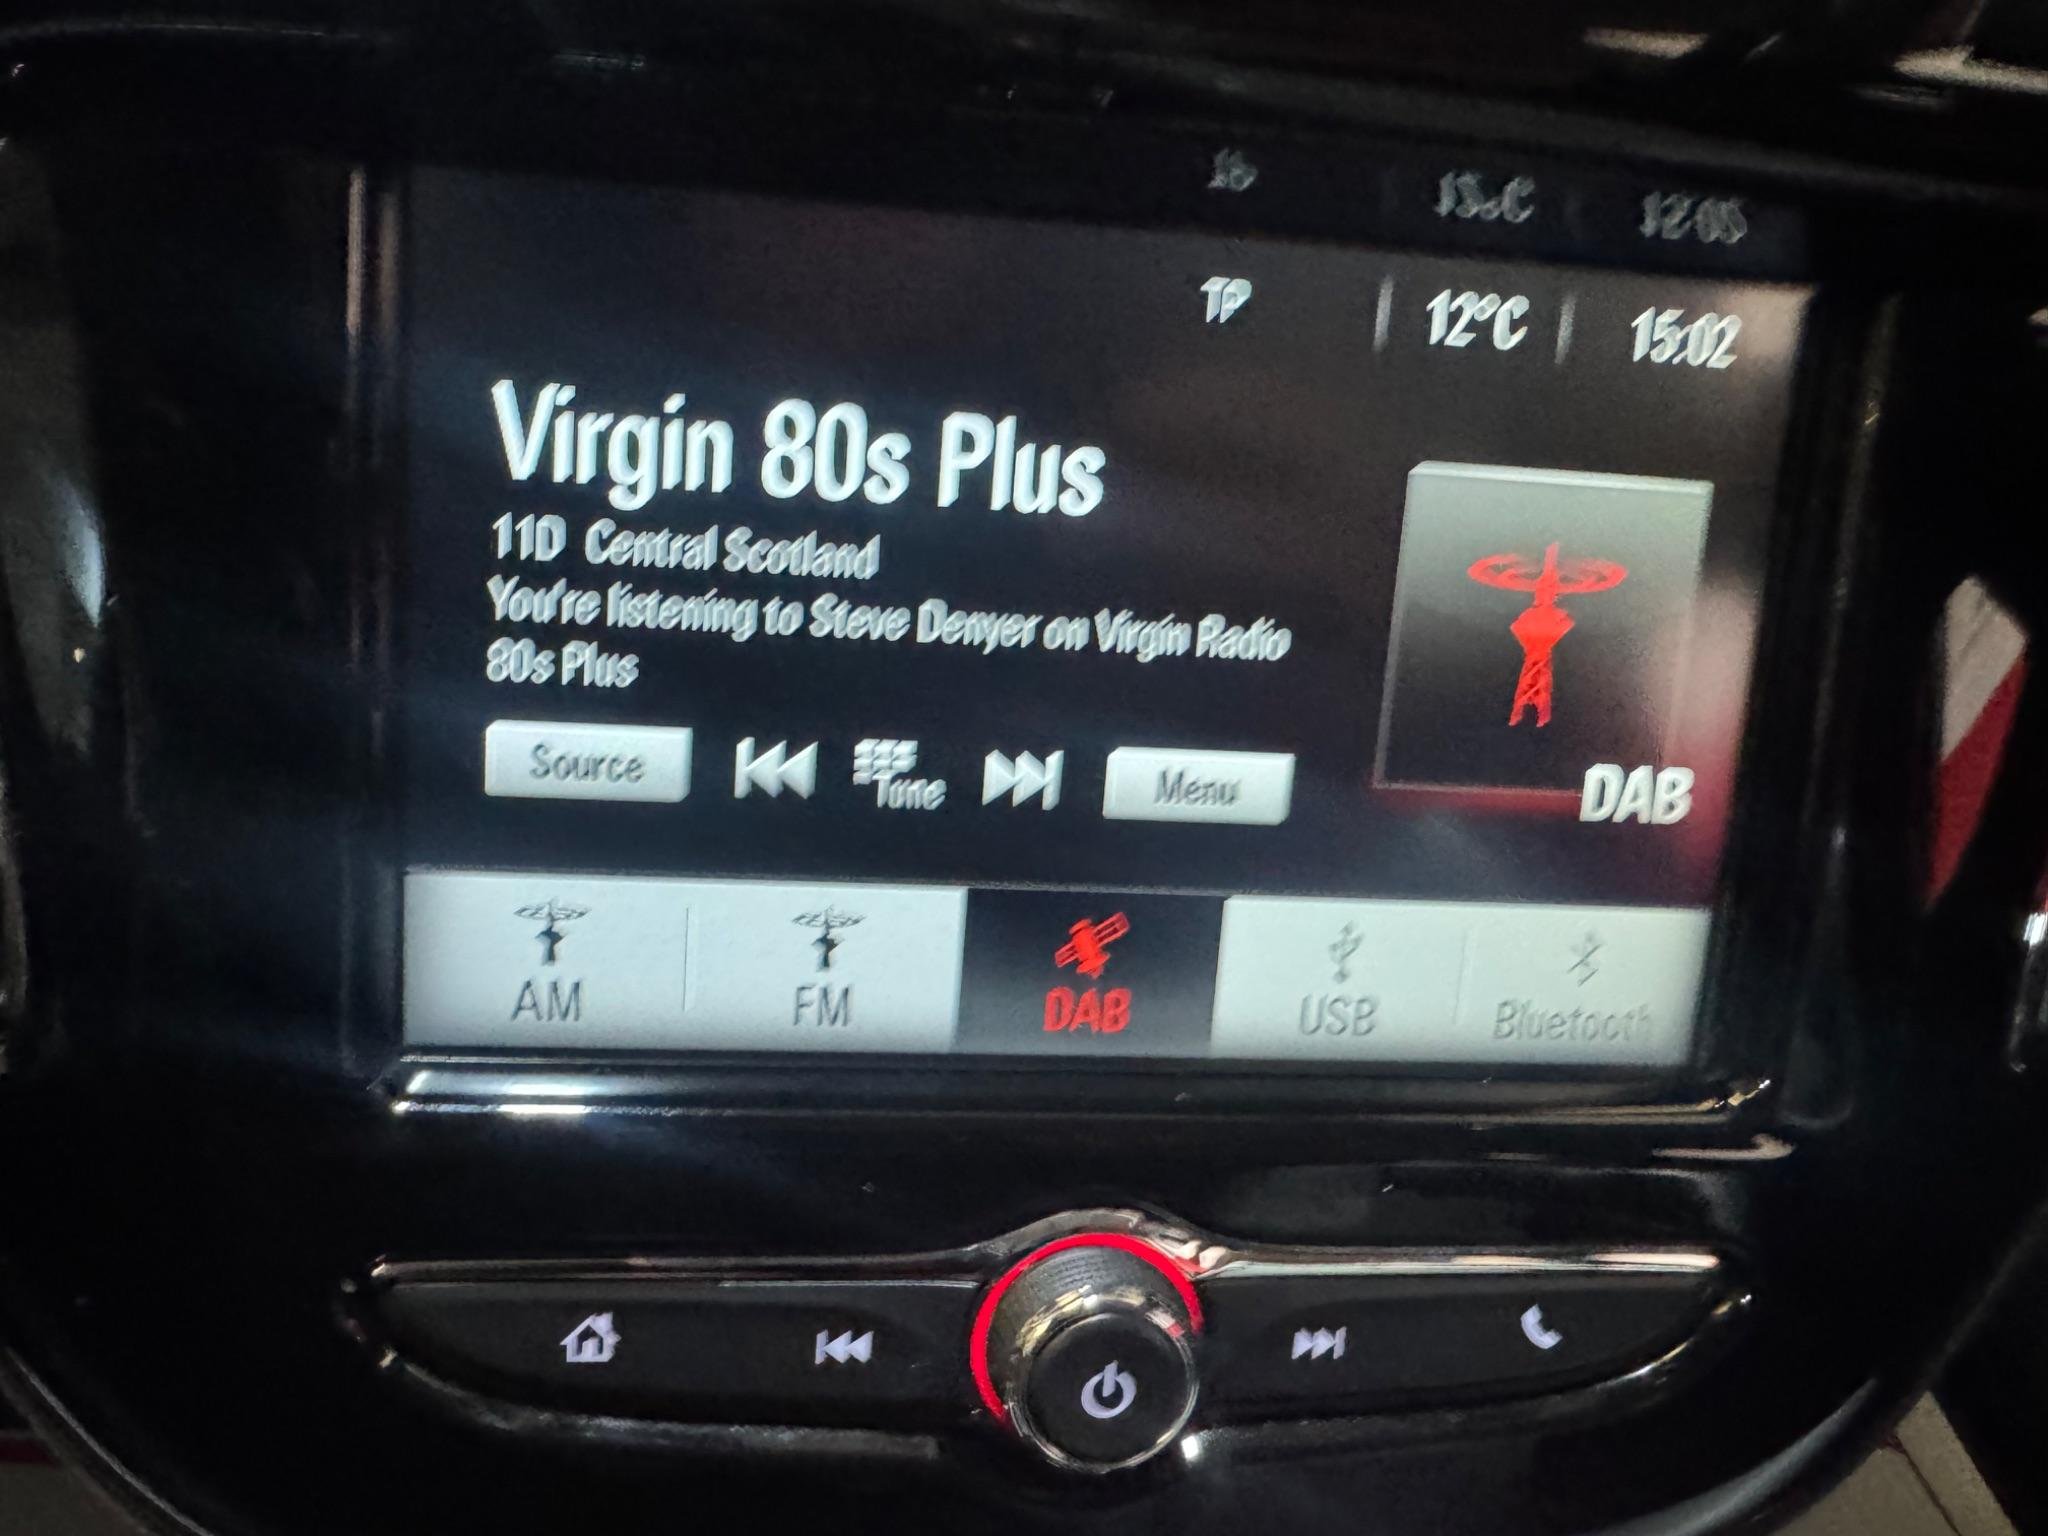 TP 12°C 15:02
Virgin 80s Plus
11D Central Scotland
You're listening to Steve Denyer on Virgin Radio
80s Plus
Source Tune Menu
DAB
AM FM DAB USB Bluetooth